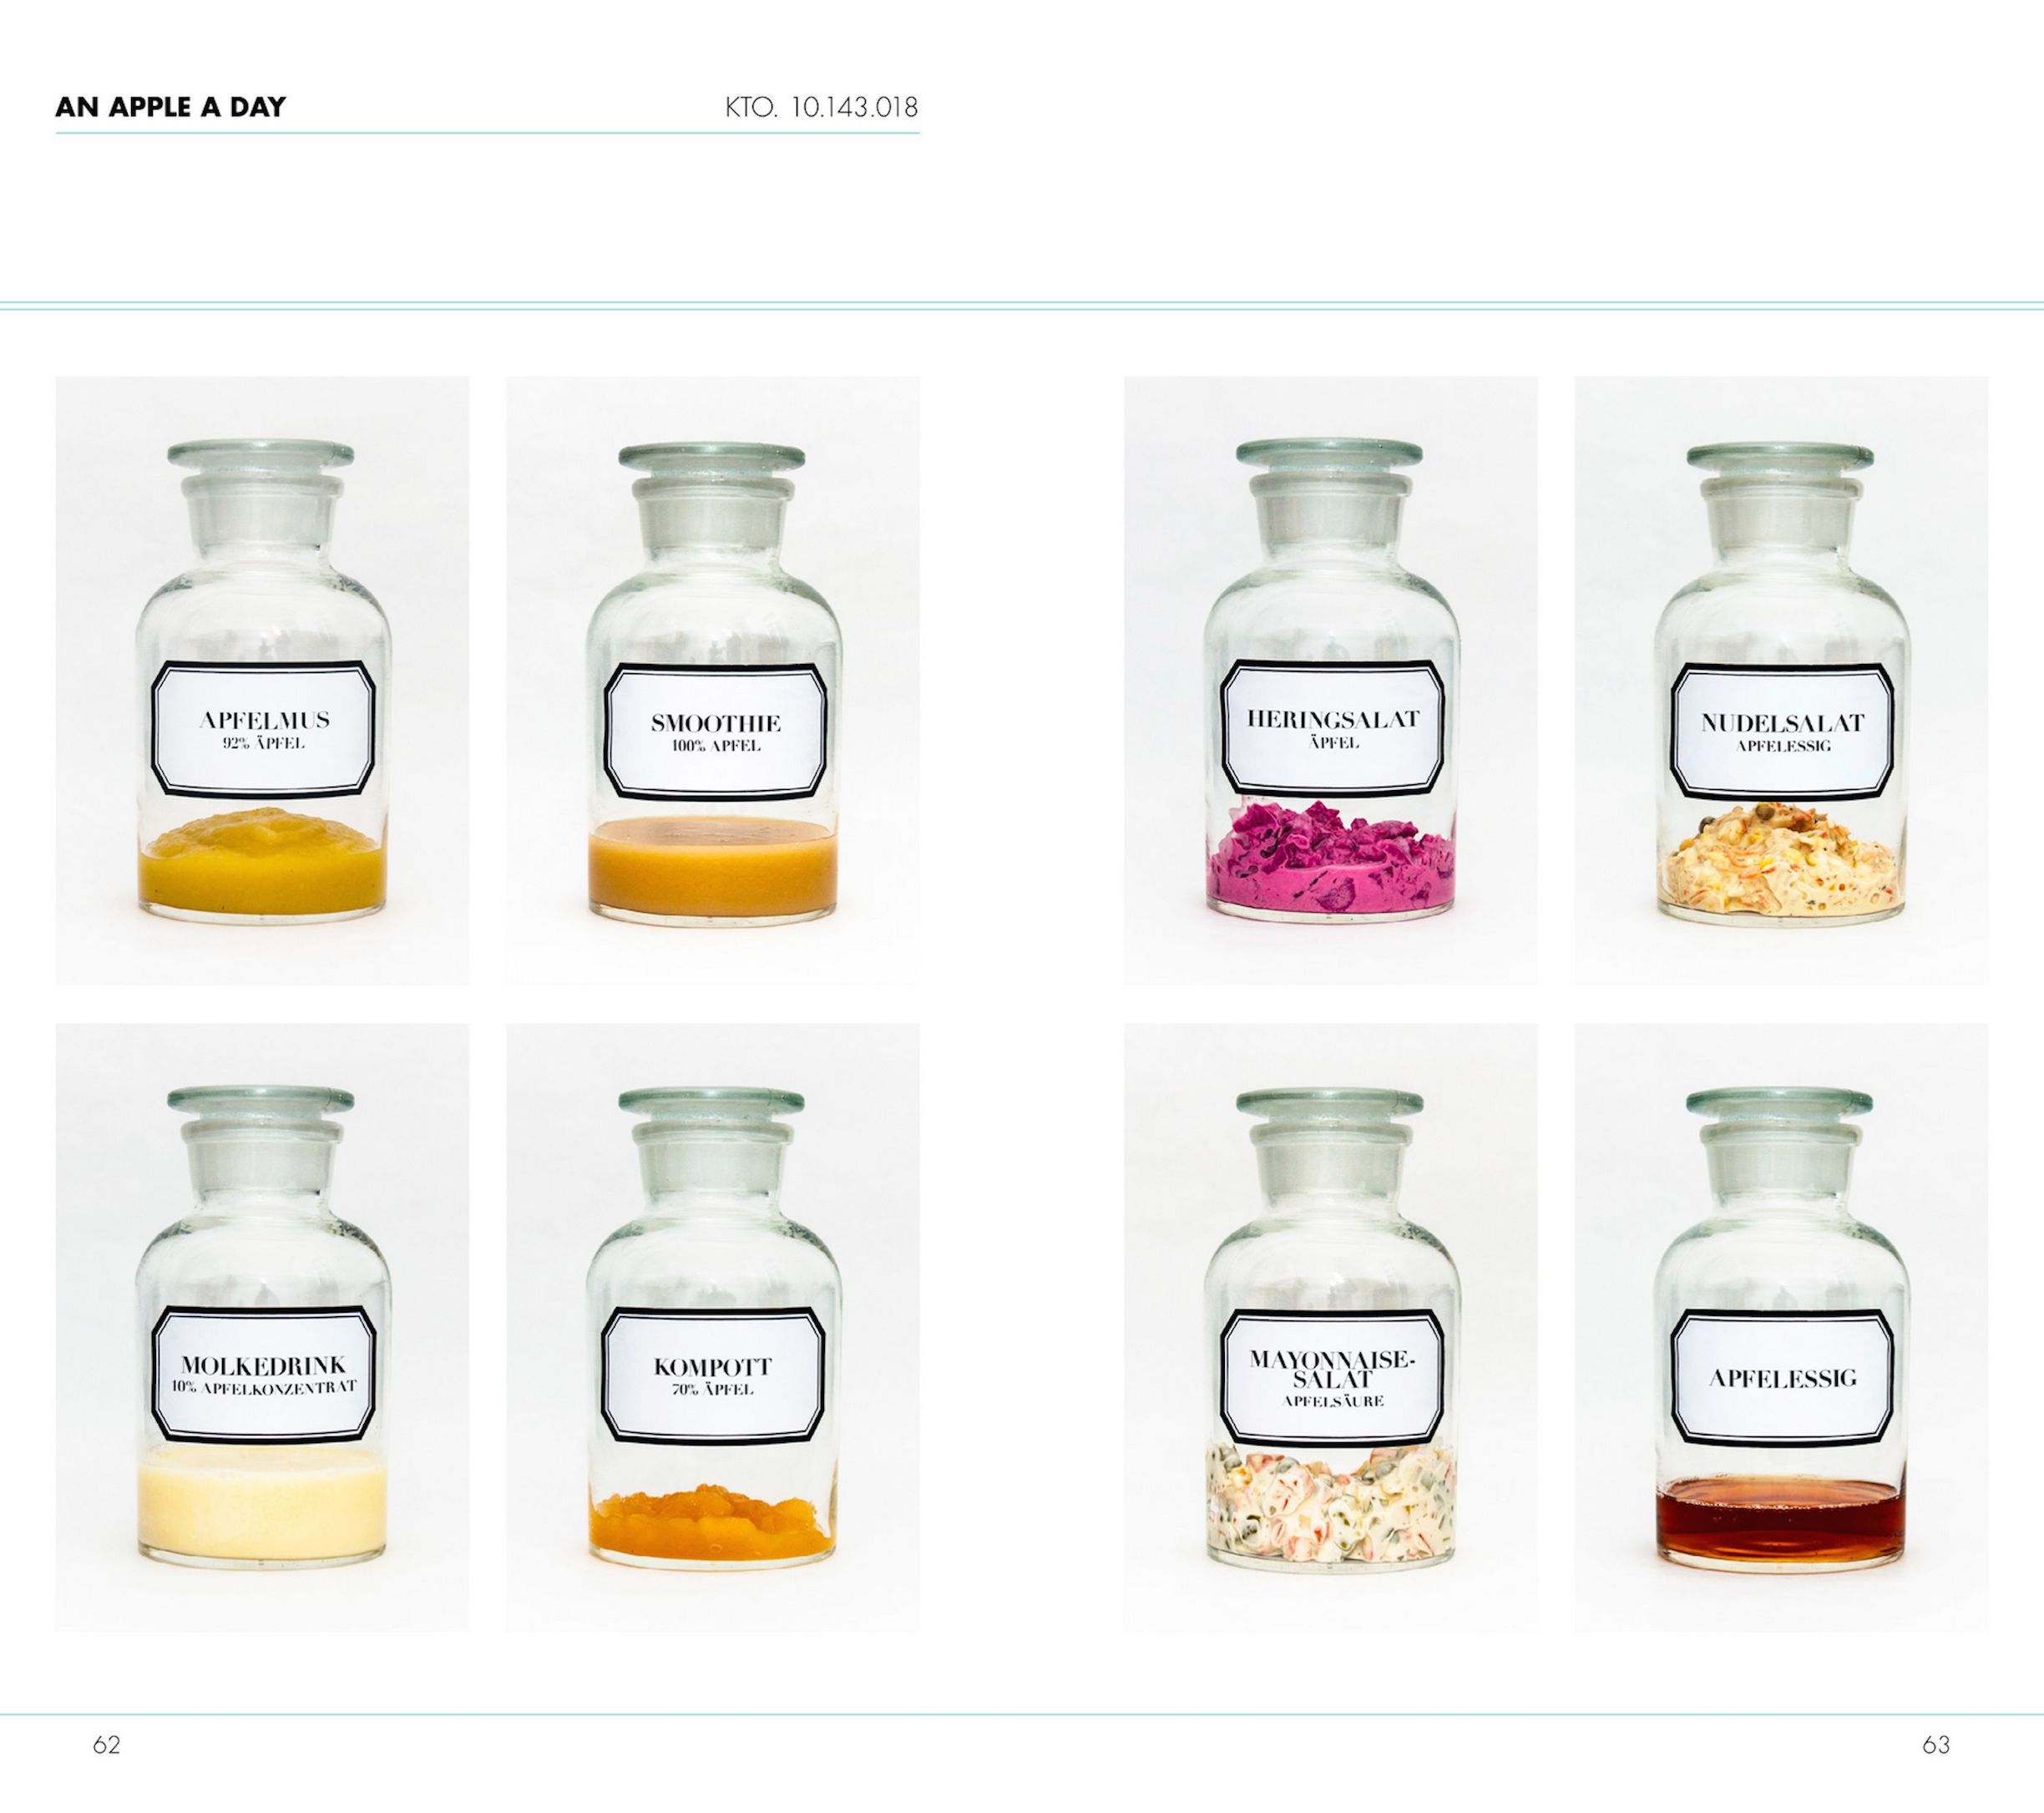 AN APPLE A DAY
KTO. 10.143.018
APFELMUS
92% ÄPFEL
SMOOTHIE
100% APFEL
HERINGSALAT
ÄPFEL
NUDELSALAT
APFELESSIG
MOLKEDRINK
10% APFELKONZENTRAT
KOMPOTT
70% ÄPFEL
MAYONNAISE-
SALAT
APFELSÄURE
APFELESSIG
62
63